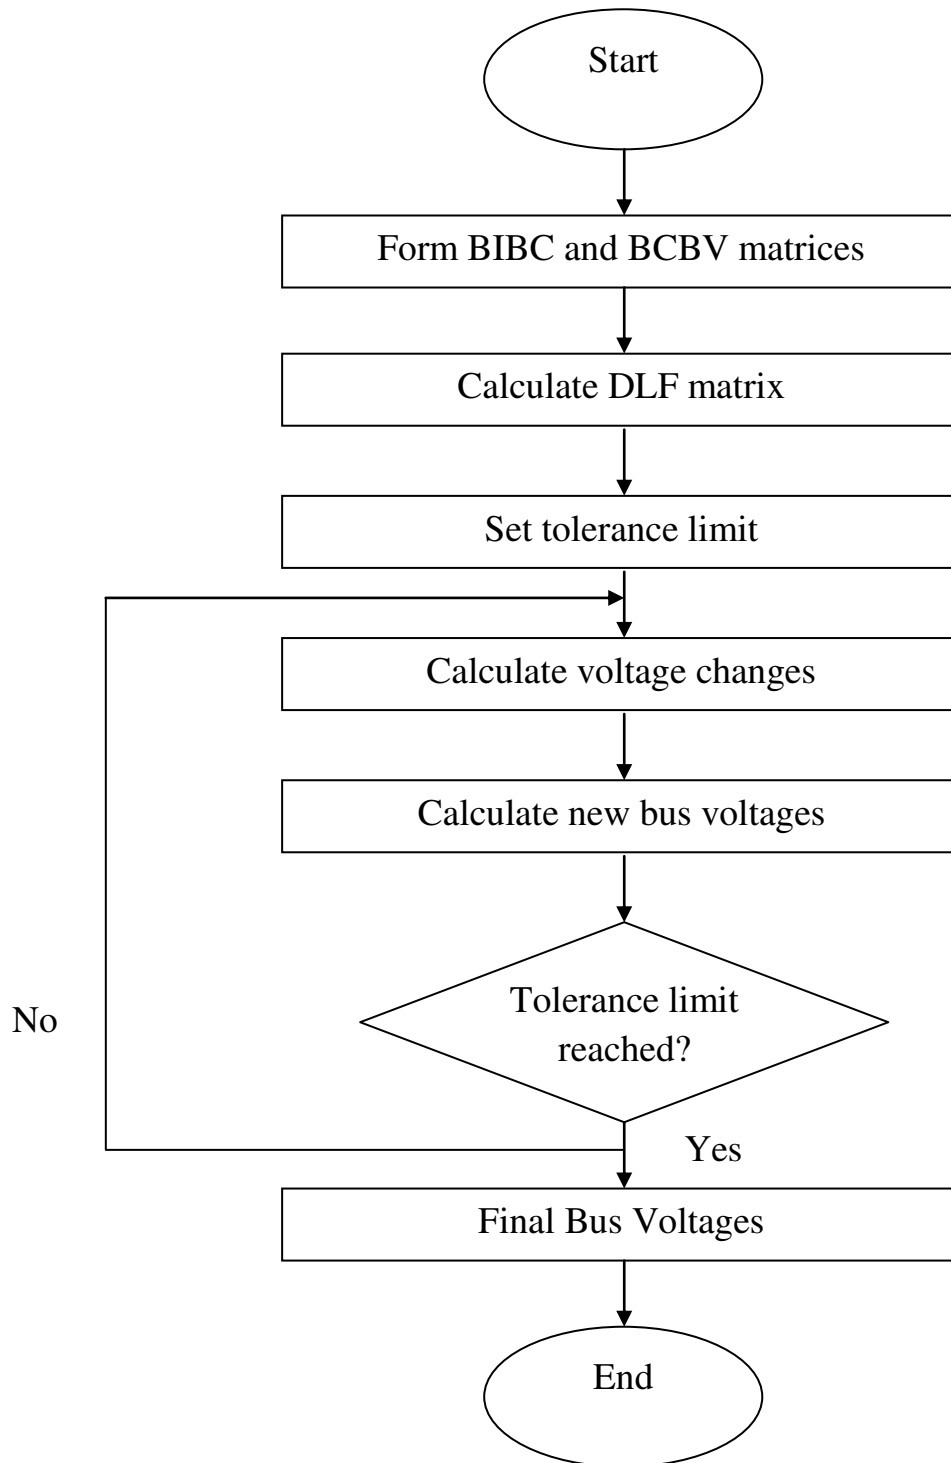 Start
Form BIBC and BCBV matrices
Calculate DLF matrix
Set tolerance limit
Calculate voltage changes
Calculate new bus voltages
Tolerance limit
reached?
No
Yes
Final Bus Voltages
End